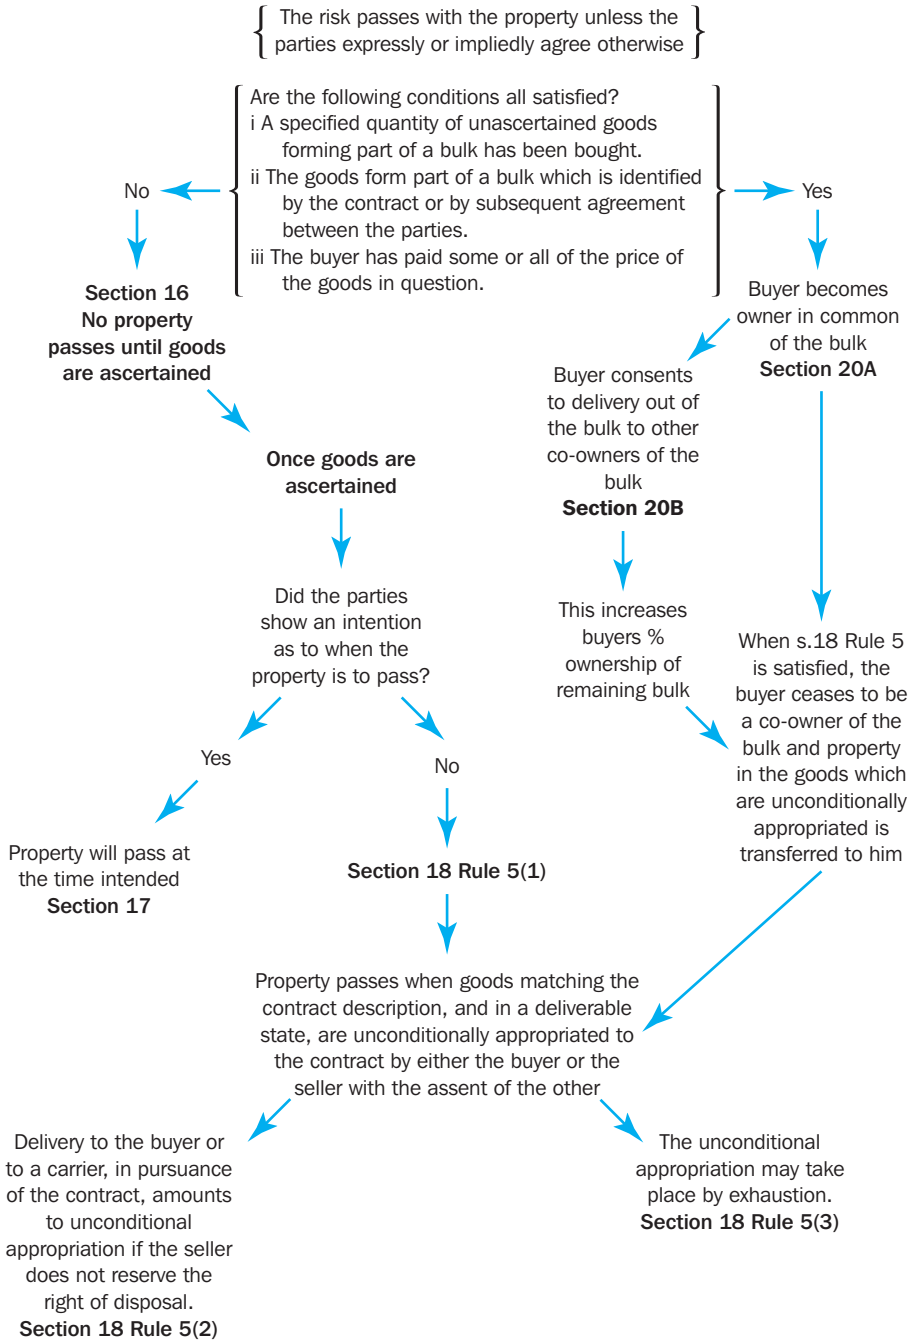 The risk passes with the property unless the
parties expressly or impliedly agree otherwise
Are the following conditions all satisfied?
i A specified quantity of unascertained goods
forming part of a bulk has been bought.
ii The goods form part of a bulk which is identified
by the contract or by subsequent agreement
between the parties.
iii The buyer has paid some or all of the price of
the goods in question.
No
Yes
Section 16
No property
passes until goods
are ascertained
Buyer becomes
owner in common
of the bulk
Section 20A
Buyer consents
to delivery out of
the bulk to other
co-owners of the
bulk
Section 20B
Once goods are
ascertained
Did the parties
show an intention
as to when the
property is to pass?
This increases
buyers %
ownership of
remaining bulk
When s.18 Rule 5
is satisfied, the
buyer ceases to be
a co-owner of the
bulk and property
in the goods which
are unconditionally
appropriated is
transferred to him
Yes
No
Property will pass at
the time intended
Section 17
Section 18 Rule 5(1)
Property passes when goods matching the
contract description, and in a deliverable
state, are unconditionally appropriated to
the contract by either the buyer or the
seller with the assent of the other
Delivery to the buyer or
to a carrier, in pursuance
of the contract, amounts
to unconditional
appropriation if the seller
does not reserve the
right of disposal.
Section 18 Rule 5(2)
The unconditional
appropriation may take
place by exhaustion.
Section 18 Rule 5(3)